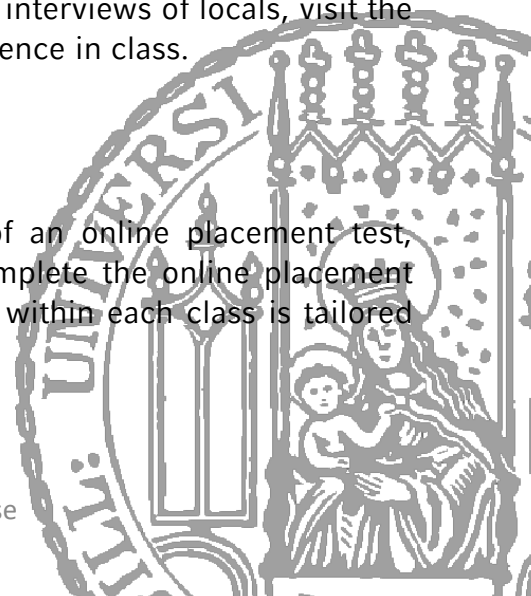 interviews of locals, visit the
ence in class.
of an online placement test,
mplete the online placement
within each class is tailored
se
UNIVERSI
ILL: